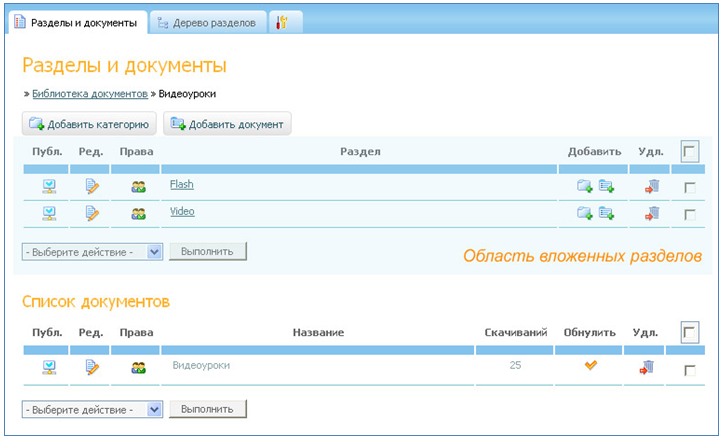 Разделы и документы Дерево разделов
Разделы и документы
» Библиотека документов » Видеоуроки
Добавить категорию Добавить документ
Публ. Ред. Права Раздел Добавить Удл.
Flash
Video
- Выберите действие - Выполнить
Область вложенных разделов
Список документов
Публ. Ред. Права Название Скачиваний Обнулить Удл.
Видеоуроки 25
- Выберите действие - Выполнить